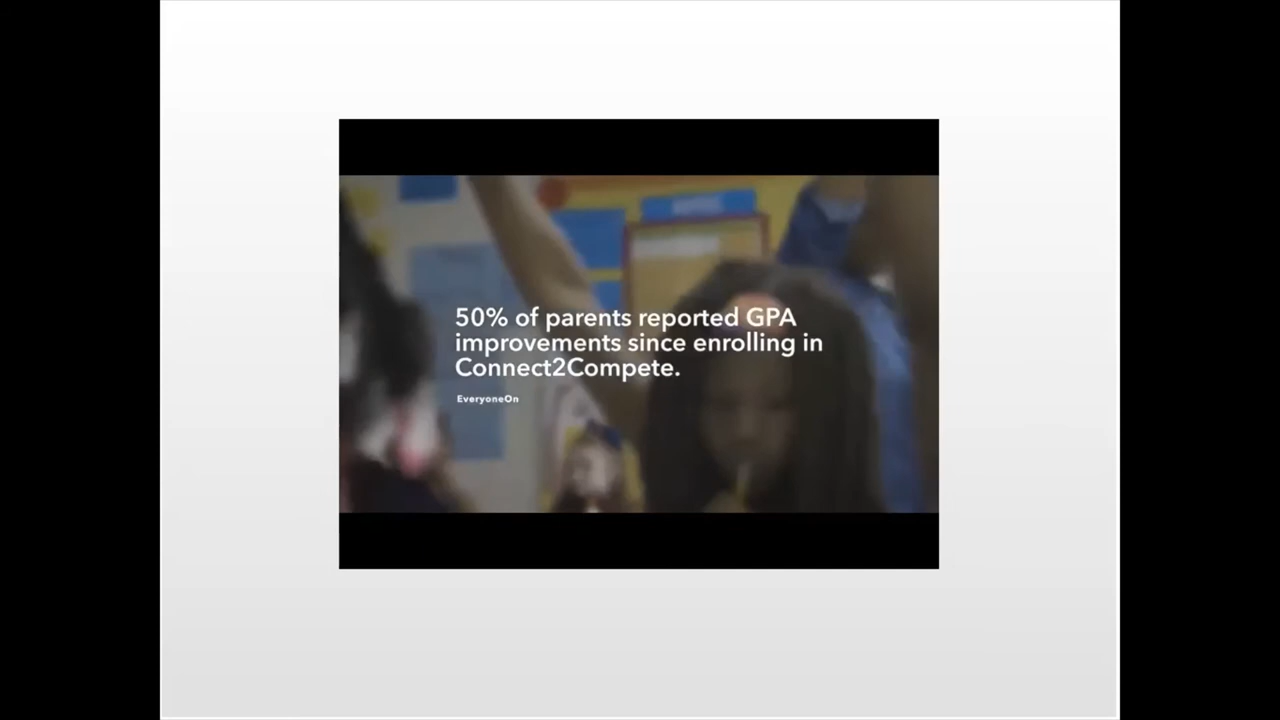 50% of parents reported GPA
improvements since enrolling in
Connect2Compete.
EveryoneOn